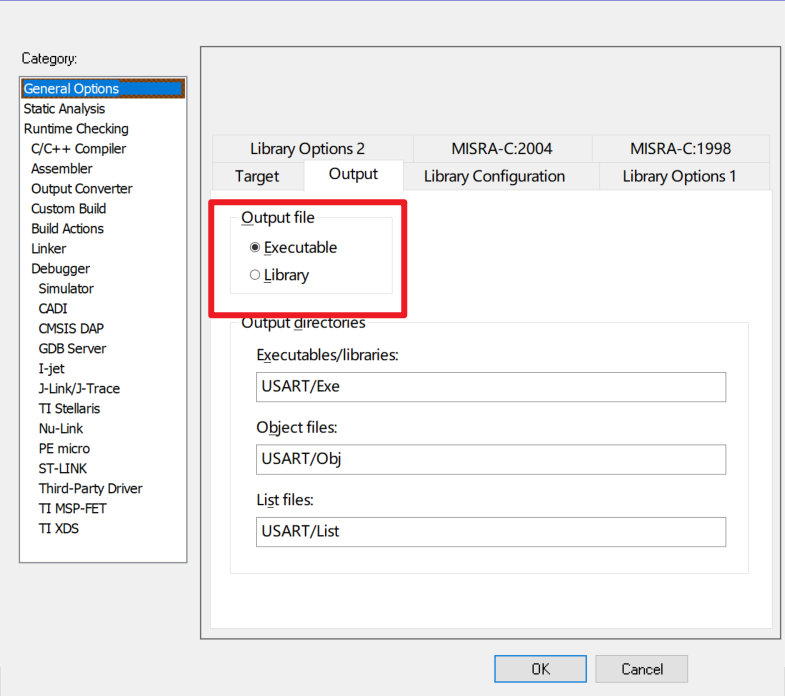 Category:
General Options
Static Analysis
Runtime Checking
C/C++ Compiler
Assembler
Output Converter
Custom Build
Build Actions
Linker
Debugger
Simulator
CADI
CMSIS DAP
GDB Server
I-jet
J-Link/J-Trace
TI Stellaris
Nu-Link
PE micro
ST-LINK
Third-Party Driver
TI MSP-FET
TI XDS
Library Options 2 MISRA-C:2004 MISRA-C:1998
Target Output Library Configuration Library Options 1
Output file
Executable
Library
Output directories
Executables/libraries:
USART/Exe
Object files:
USART/Obj
List files:
USART/List
OK Cancel